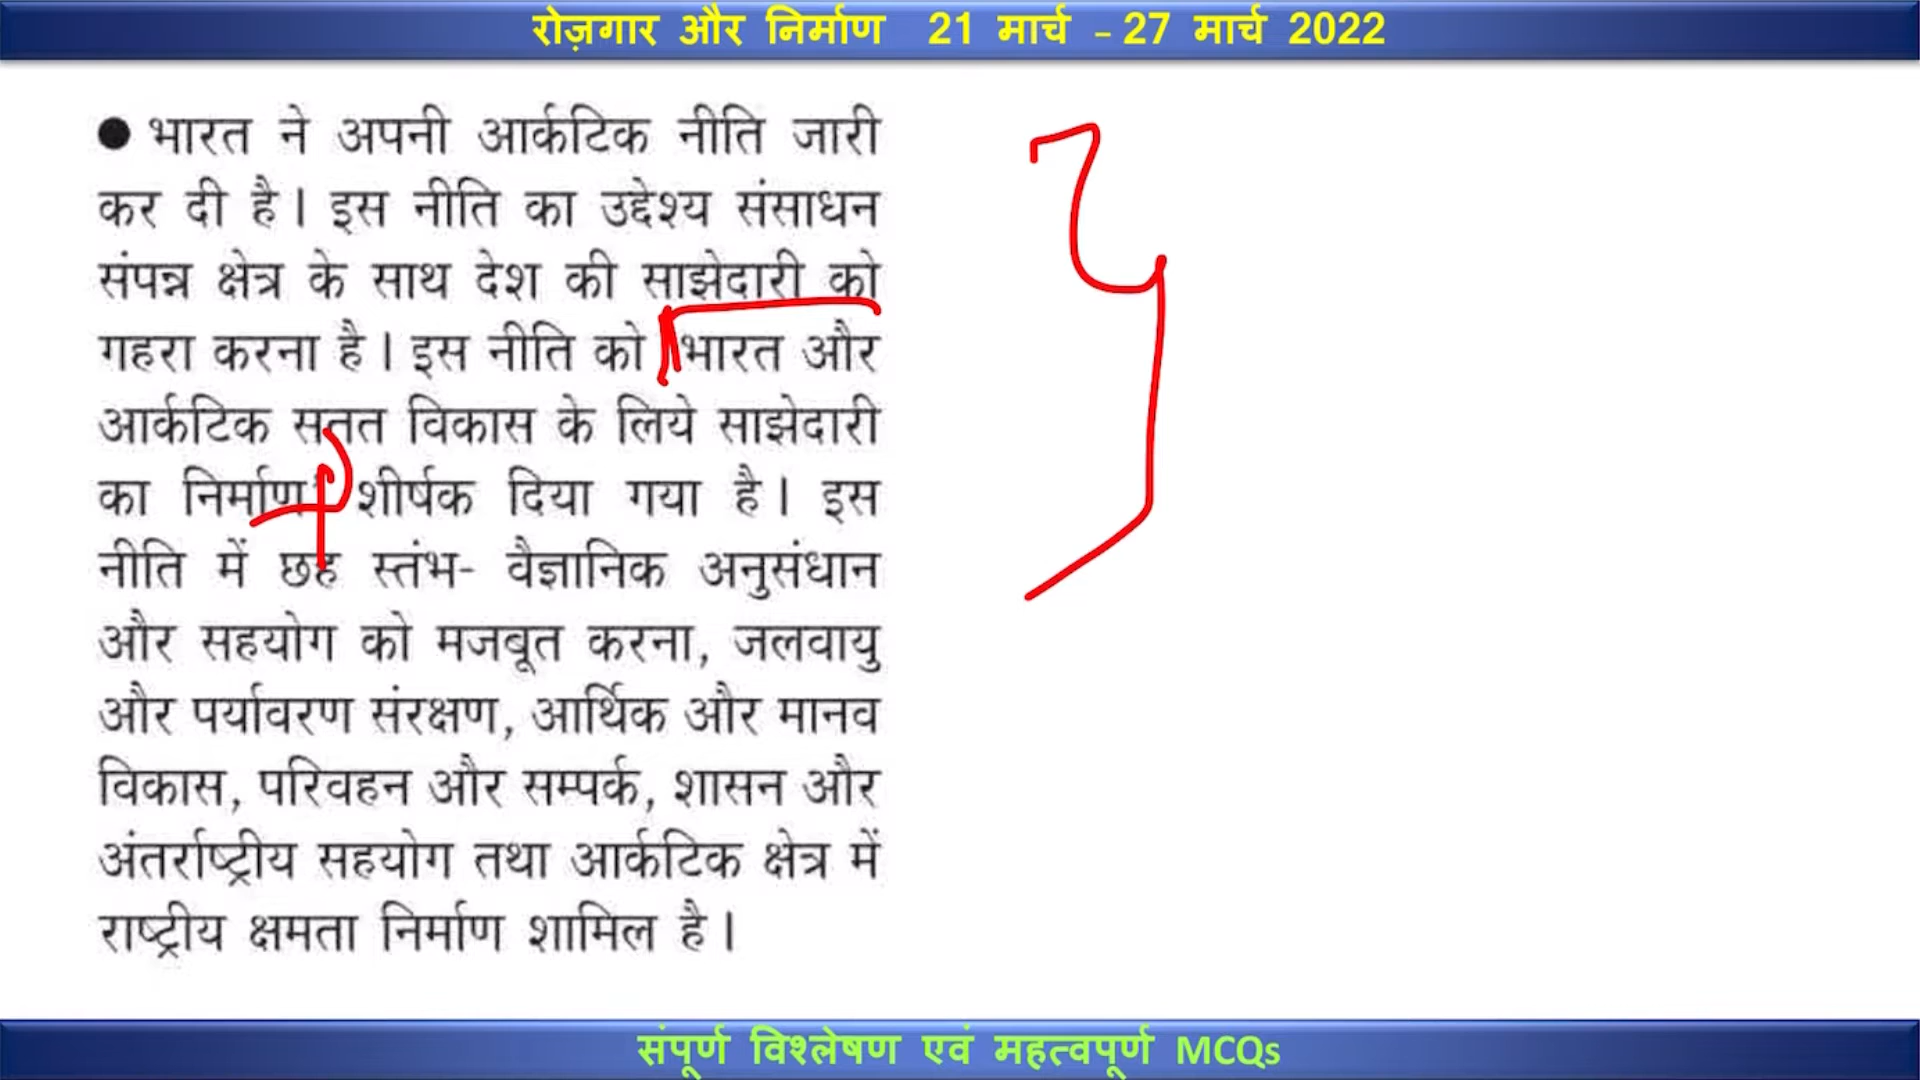 रोज़गार और निर्माण 21 मार्च - 27 मार्च 2022
● भारत ने अपनी आर्कटिक नीति जारी
कर दी है। इस नीति का उद्देश्य संसाधन
संपन्न क्षेत्र के साथ देश की साझेदारी को
गहरा करना है। इस नीति को 'भारत और
आर्कटिक सतत विकास के लिये साझेदारी
का निर्माण' शीर्षक दिया गया है। इस
नीति में छह स्तंभ- वैज्ञानिक अनुसंधान
और सहयोग को मजबूत करना, जलवायु
और पर्यावरण संरक्षण, आर्थिक और मानव
विकास, परिवहन और सम्पर्क, शासन और
अंतर्राष्ट्रीय सहयोग तथा आर्कटिक क्षेत्र में
राष्ट्रीय क्षमता निर्माण शामिल है।
संपूर्ण विश्लेषण एवं महत्वपूर्ण MCQs